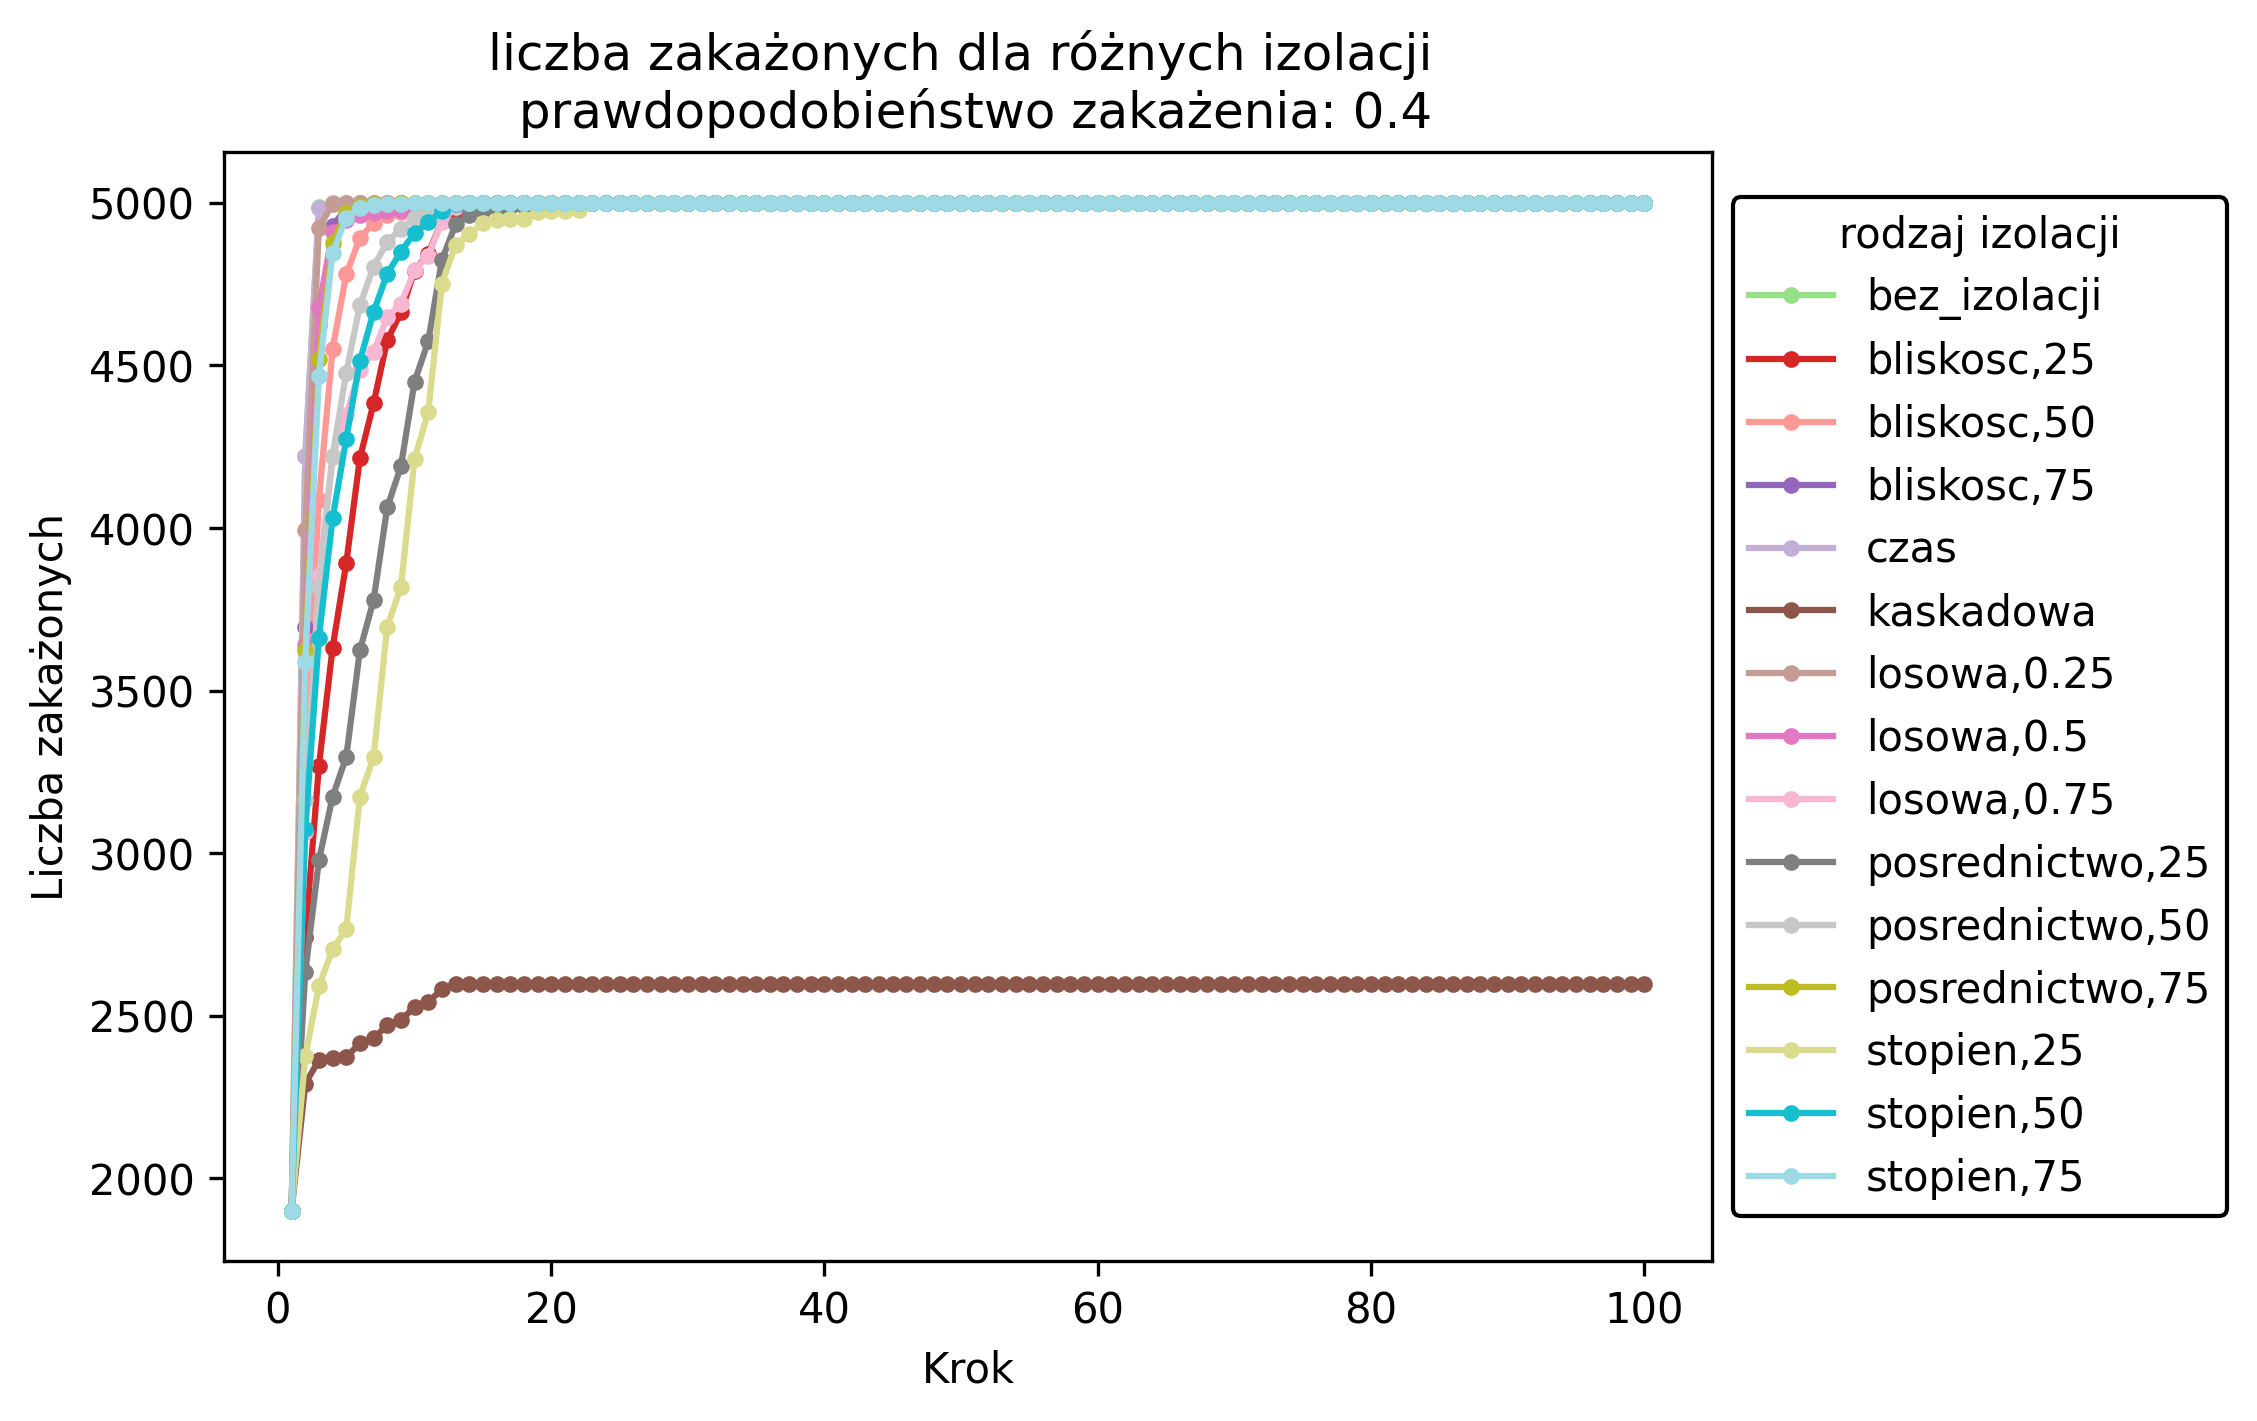 liczba zakażonych dla różnych izolacji
prawdopodobieństwo zakażenia: 0.4
5000
4500
4000
3500
3000
2500
2000
Liczba zakażonych
0 20 40 60 80 100
Krok
rodzaj izolacji
bez_izolacji
bliskosc,25
bliskosc,50
bliskosc,75
czas
kaskadowa
losowa,0.25
losowa,0.5
losowa,0.75
posrednictwo,25
posrednictwo,50
posrednictwo,75
stopien,25
stopien,50
stopien,75